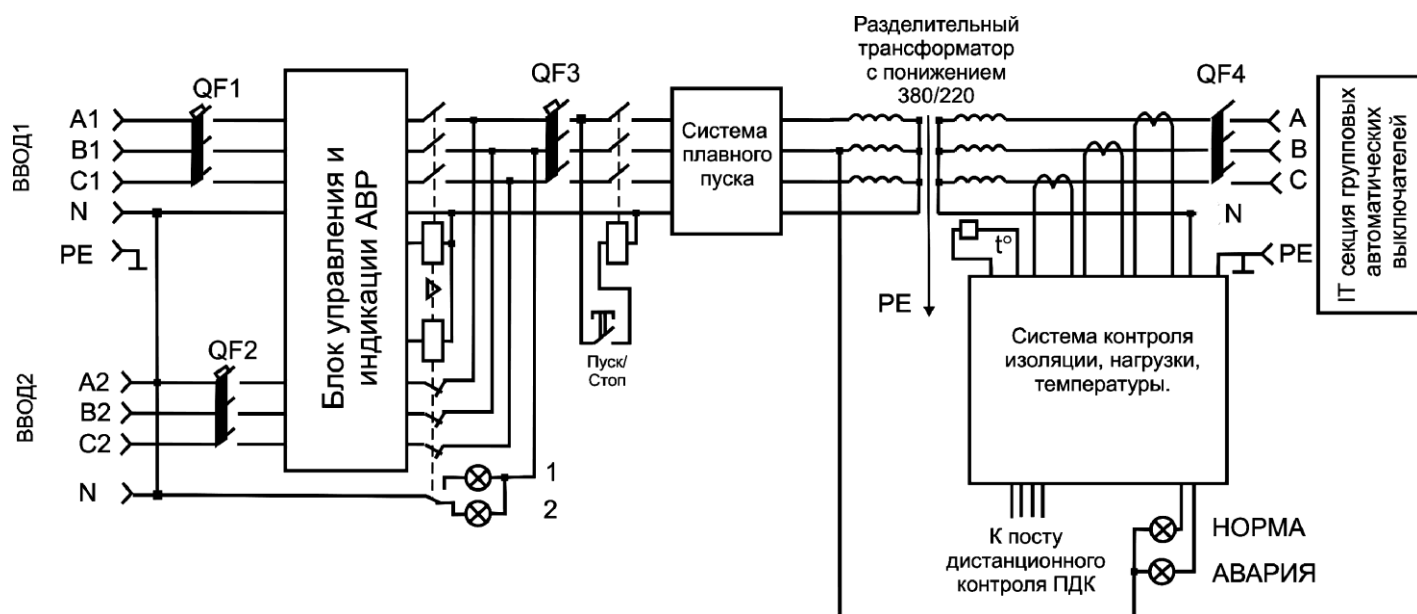 ВВОД1
A1
B1
C1
N
PE
QF1
ВВОД2
A2
B2
C2
N
QF2
Блок управления и
индикации АВР
QF3
Пуск/
Стоп
1
2
Система
плавного
пуска
Разделительный
трансформатор
с понижением
380/220
PE
t°
QF4
A
B
C
N
PE
IT секция групповых
автоматических
выключателей
Система контроля
изоляции, нагрузки,
температуры.
К посту
дистанционного
контроля ПДК
НОРМА
АВАРИЯ